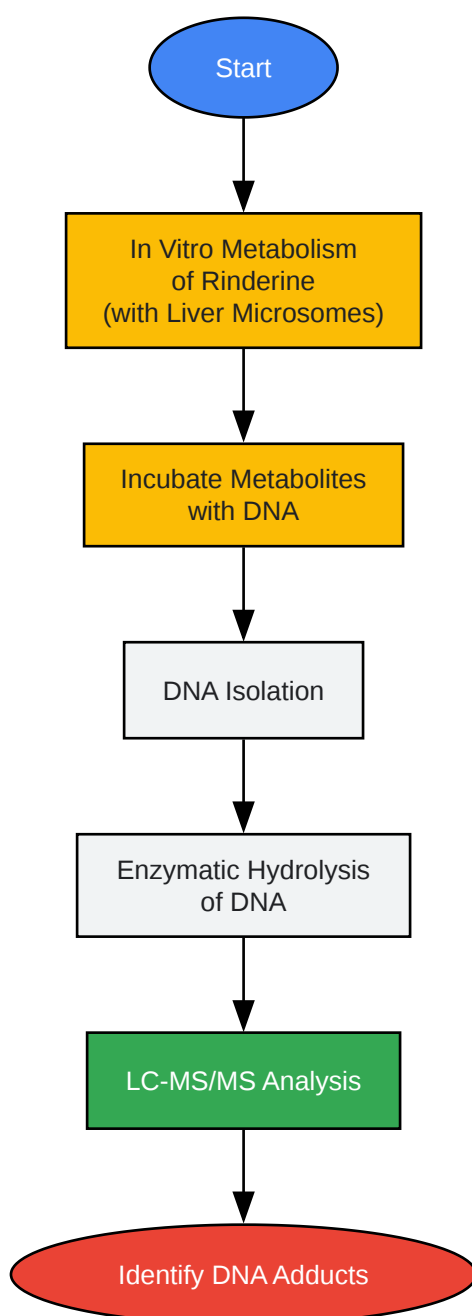 Start
In Vitro Metabolism
of Rinderine
(with Liver Microsomes)
Incubate Metabolites
with DNA
DNA Isolation
Enzymatic Hydrolysis
of DNA
LC-MS/MS Analysis
Identify DNA Adducts